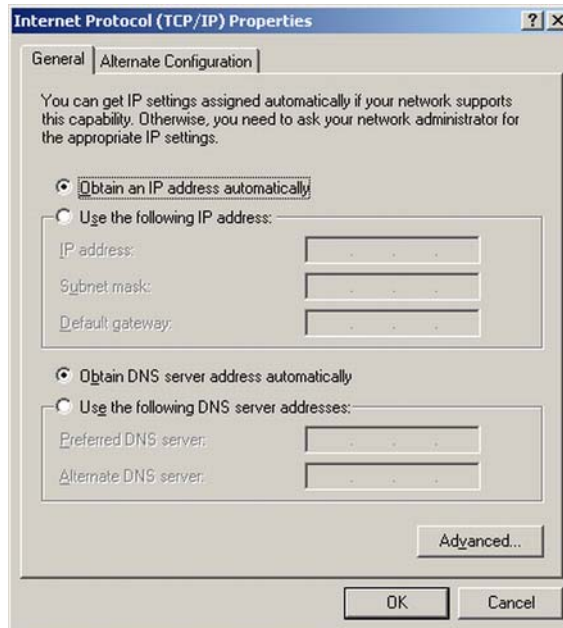 Internet Protocol (TCP/IP) Properties
General
Alternate Configuration
You can get IP settings assigned automatically if your network supports
this capability. Otherwise, you need to ask your network administrator for
the appropriate IP settings.
Obtain an IP address automatically
Use the following IP address:
IP address:
Subnet mask:
Default gateway:
Obtain DNS server address automatically
Use the following DNS server addresses:
Preferred DNS server:
Alternate DNS server:
Advanced...
OK
Cancel